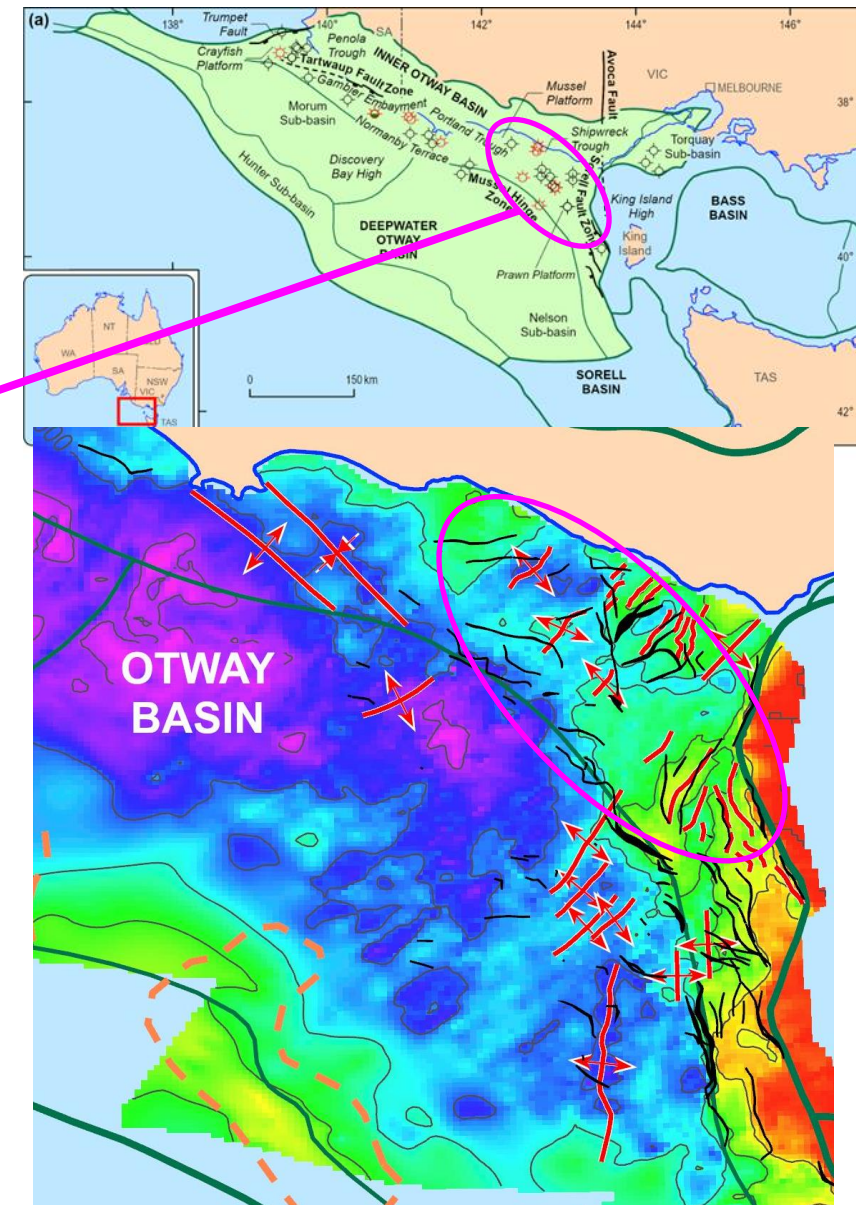 (a)
138°
140°
142°
144°
146°
Trumpet
Fault
SA
Crayfish
Platform
Penola
Trough
Tartwaup Fault Zone
Gambier Embayment
INNER OTWAY BASIN
Mussel
Platform
Avoca Fault
VIC
MELBOURNE
38°
Morum
Sub-basin
Normanby Terrace
Portland Trough
Shipwreck
Trough
Torquay
Sub-basin
Hunter Sub-basin
Discovery
Bay High
Mussel Hinge
Zone
ell Fault Zone
King Island
High
BASS
BASIN
DEEPWATER
OTWAY
BASIN
King
Island
40°
Prawn Platform
Nelson
Sub-basin
SORELL
BASIN
TAS
42°
0
150 km
NT
WA
SA
NSW
VIC
TAS
OTWAY
BASIN